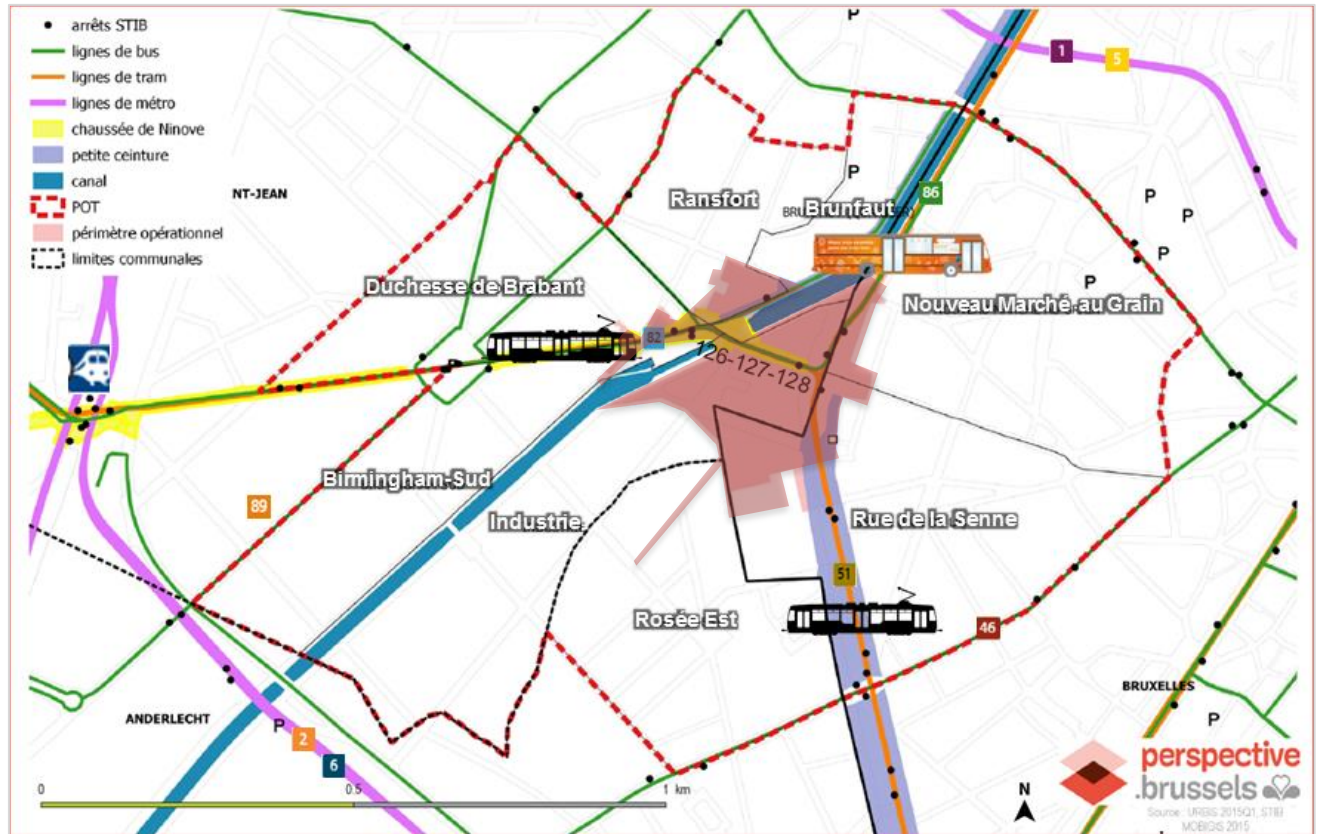 arrêts STIB
lignes de bus
lignes de tram
lignes de métro
chaussée de Ninove
petite ceinture
canal
POT
périmètre opérationnel
limites communales
P
1
5
NT-JEAN
Ransfort
P
86
Brunfaut
P
P
P
P
Duchesse de Brabant
Nouveau Marché au Grain
82
126-127-128
P
Birmingham-Sud
89
Industrie
Rue de la Senne
51
Rosée Est
46
BRUXELLES
P
ANDERLECHT
P
2
6
0
0.5
1 km
N
perspective
.brussels
Source : URBIS 2015Q1, STIB
MOBIGIS 2015